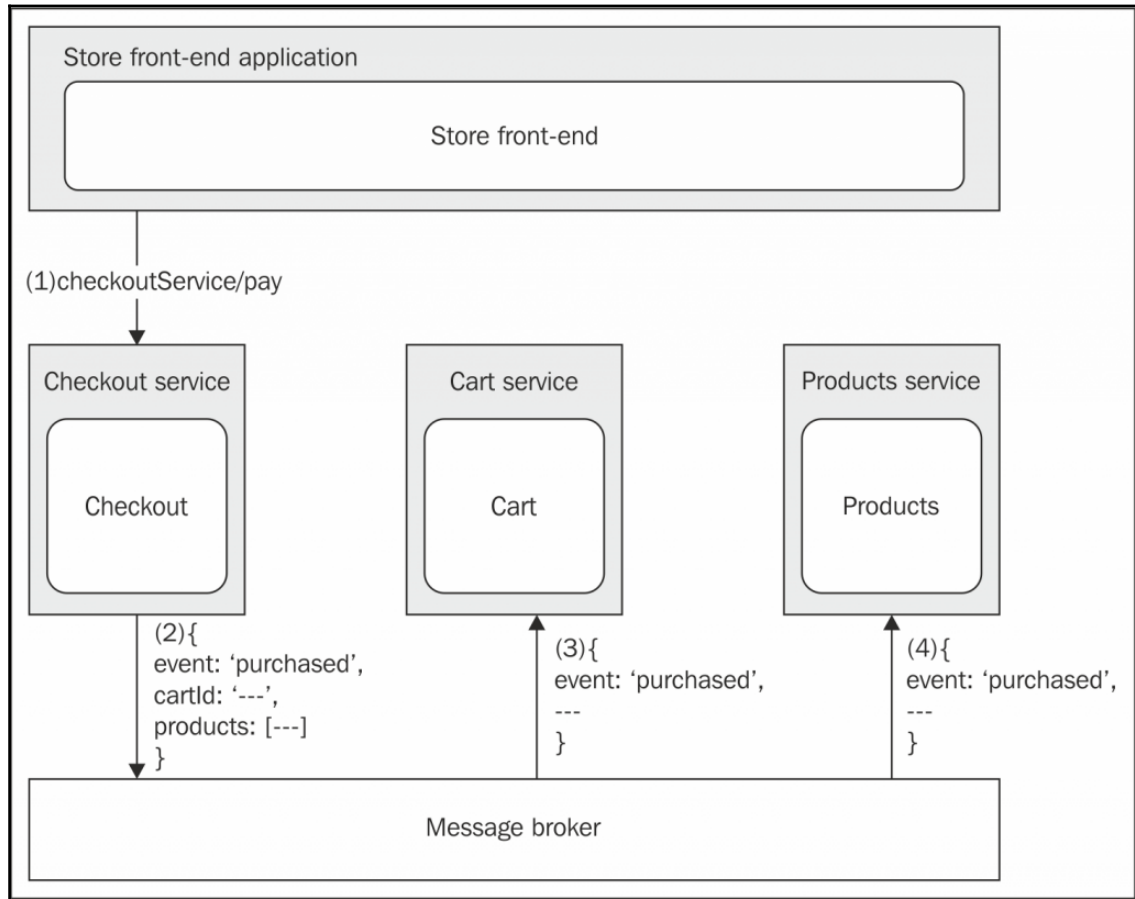 Store front-end application
Store front-end
(1)checkoutService/pay
Checkout service
Checkout
Cart service
Cart
Products service
Products
(2){
event: ‘purchased’,
cartId: ‘---’,
products: [---]
}
(3){
event: ‘purchased’,
---
}
(4){
event: ‘purchased’,
---
}
Message broker